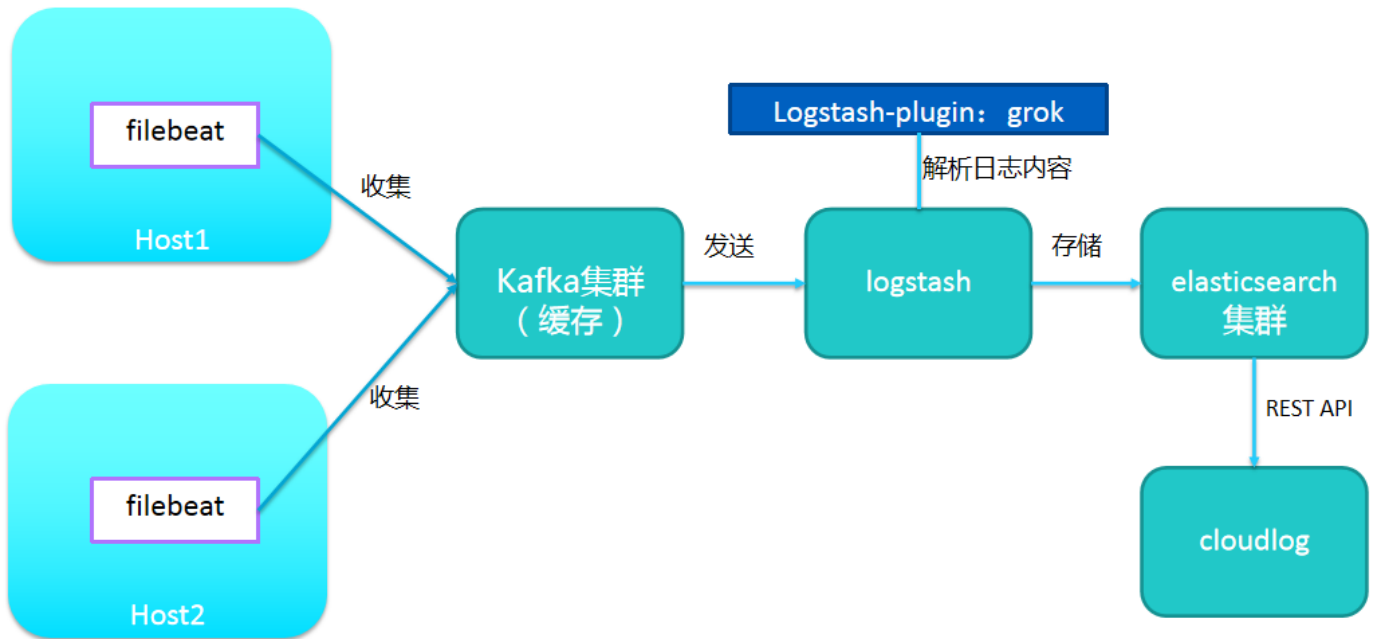 filebeat
Host1
收集
Logstash-plugin： grok
解析日志内容
Kafka集群
（缓存）
发送
logstash
存储
elasticsearch
集群
收集
REST API
filebeat
Host2
cloudlog